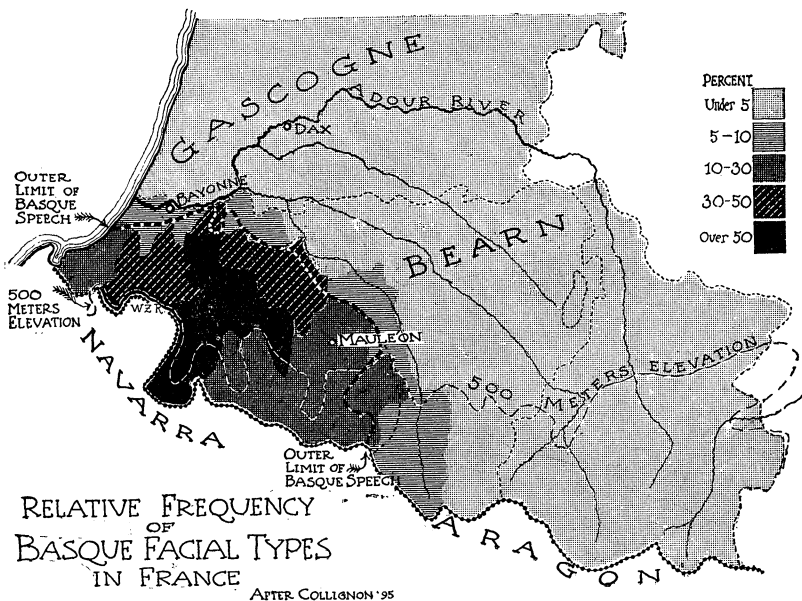 GASCOGNE
ADOUR RIVER
DAX
PERCENT
Under 5
5-10
10-30
30-50
Over 50
OUTER
LIMIT OF
BASQUE
SPEECH
BAYONNE
BEARN
500
METERS
ELEVATION
WZR
NAVARRA
MAULÉON
500
METERS ELEVATION
OUTER
LIMIT OF
BASQUE SPEECH
ARAGON
RELATIVE FREQUENCY
OF
BASQUE FACIAL TYPES
IN FRANCE
AFTER COLLIGNON '95